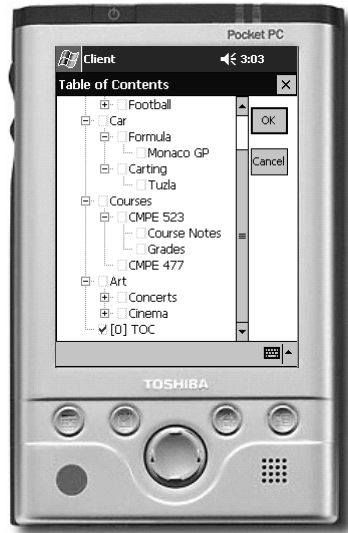 Pocket PC
Client 3:03
Table of Contents
Football
OK
Car
Formula
Monaco GP
Cancel
Carting
Tuzla
Courses
CMPE 523
Course Notes
Grades
CMPE 477
Art
Concerts
Cinema
[0] TOC
TOSHIBA